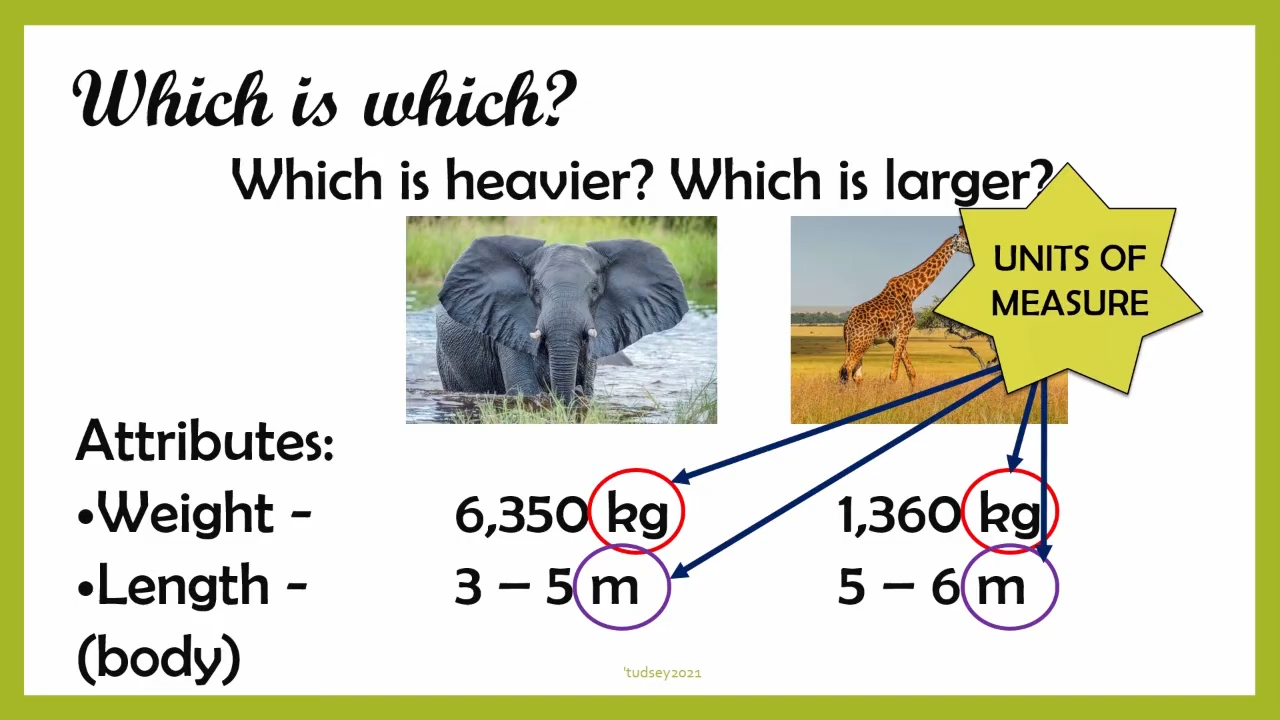 Which is which?
Which is heavier? Which is larger?
UNITS OF
MEASURE
Attributes:
•Weight - 6,350 kg 1,360 kg
•Length - 3 – 5 m 5 – 6 m
(body)
'tudsey2021